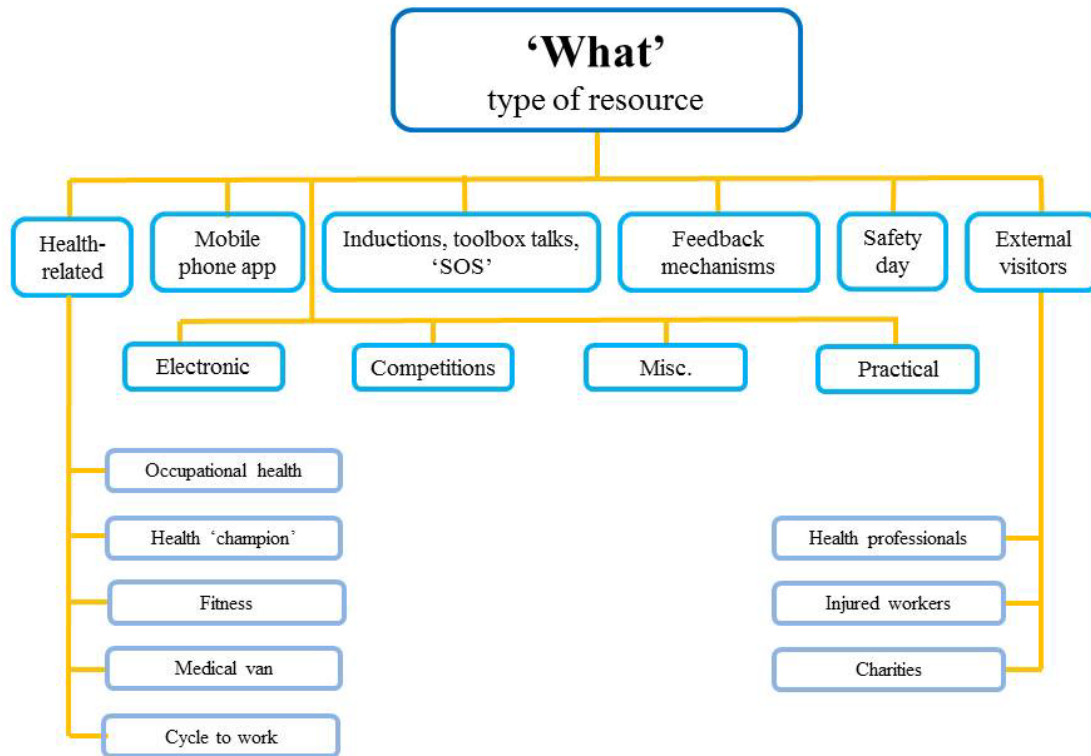 ‘What’
type of resource
Health-
related
Mobile
phone app
Inductions, toolbox talks,
‘SOS’
Feedback
mechanisms
Safety
day
External
visitors
Electronic
Competitions
Misc.
Practical
Occupational health
Health ‘champion’
Fitness
Medical van
Cycle to work
Health professionals
Injured workers
Charities